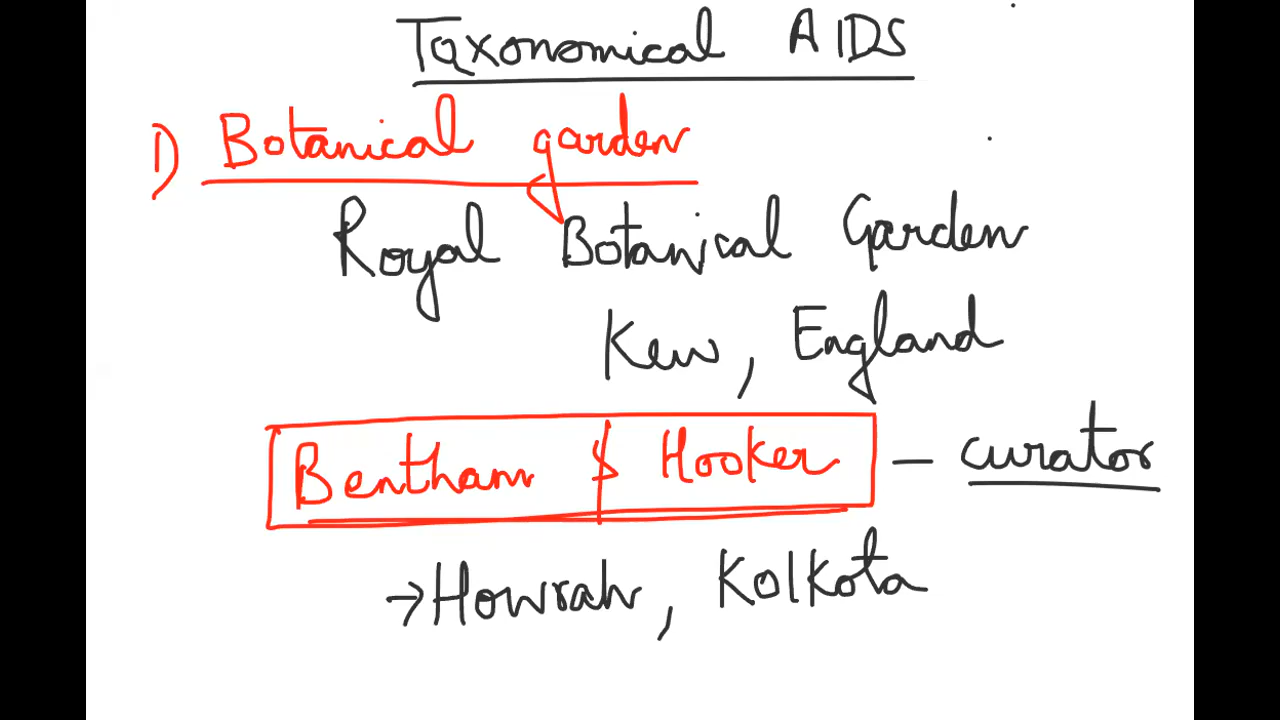 Taxonomical AIDS
1) Botanical garden
Royal Botanical Garden
Kew, England
Bentham $ Hooker - curator
→ Howrah, Kolkota